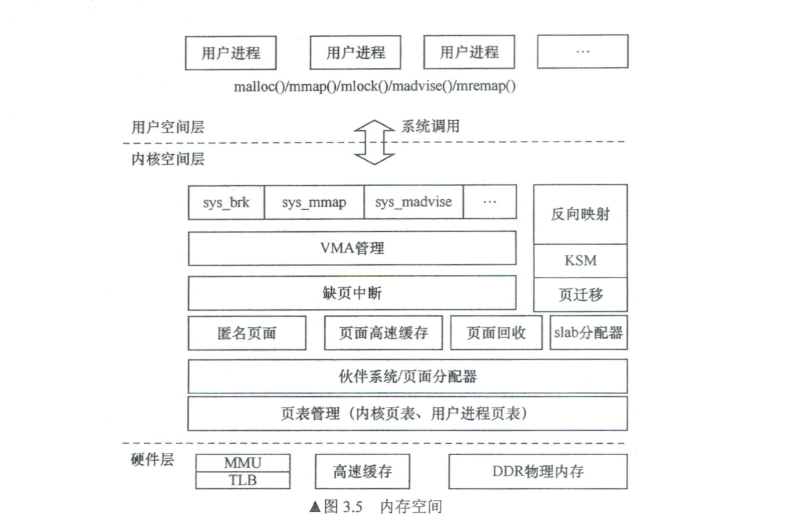 用户进程 用户进程 用户进程 …
malloc()/mmap()/mlock()/madvise()/mremap()
用户空间层 系统调用
内核空间层
sys_brk sys_mmap sys_madvise … 反向映射
VMA管理 KSM
缺页中断 页迁移
匿名页面 页面高速缓存 页面回收 slab分配器
伙伴系统/页面分配器
页表管理（内核页表、用户进程页表）
硬件层 MMU 高速缓存 DDR物理内存
TLB
▲图 3.5 内存空间